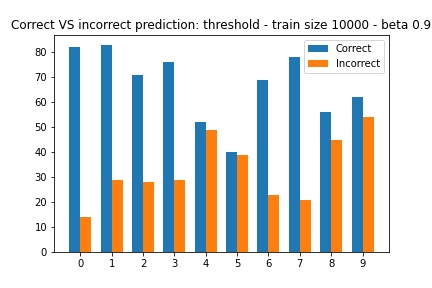 Correct VS incorrect prediction: threshold - train size 10000 - beta 0.9
Correct
Incorrect
80
70
60
50
40
30
20
10
0
0 1 2 3 4 5 6 7 8 9